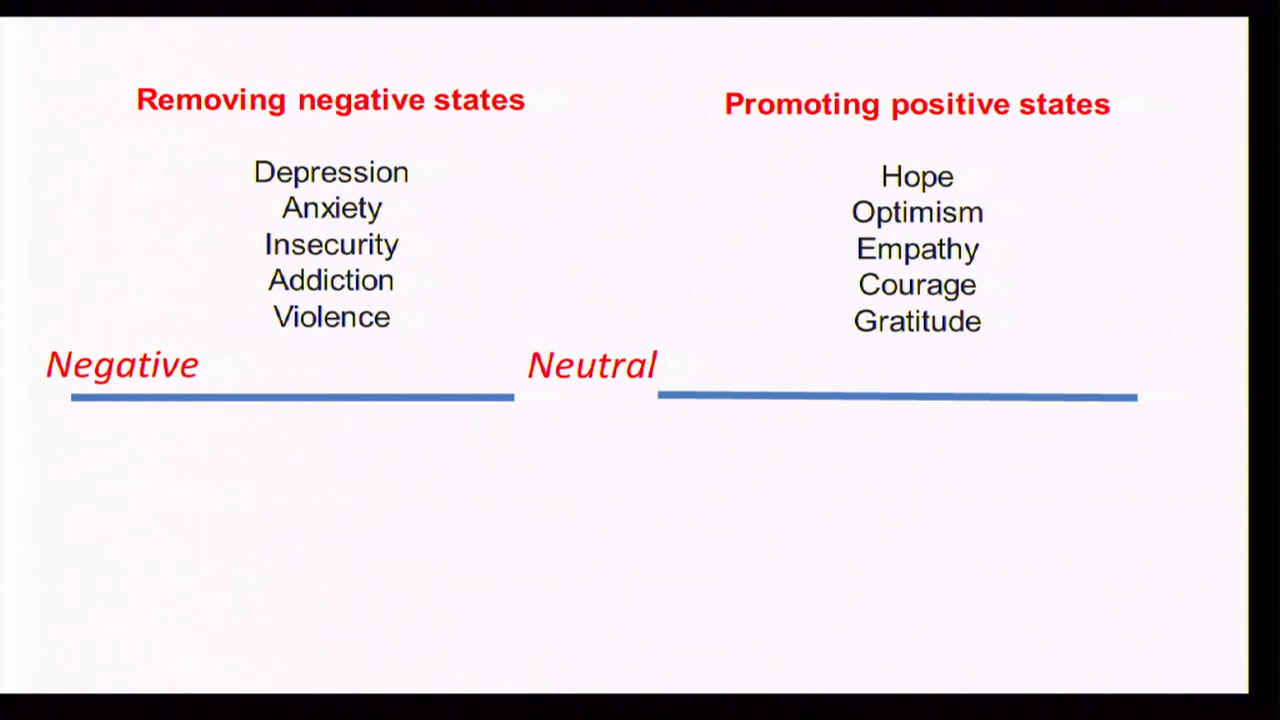 Removing negative states
Depression
Anxiety
Insecurity
Addiction
Violence
Promoting positive states
Hope
Optimism
Empathy
Courage
Gratitude
Negative
Neutral